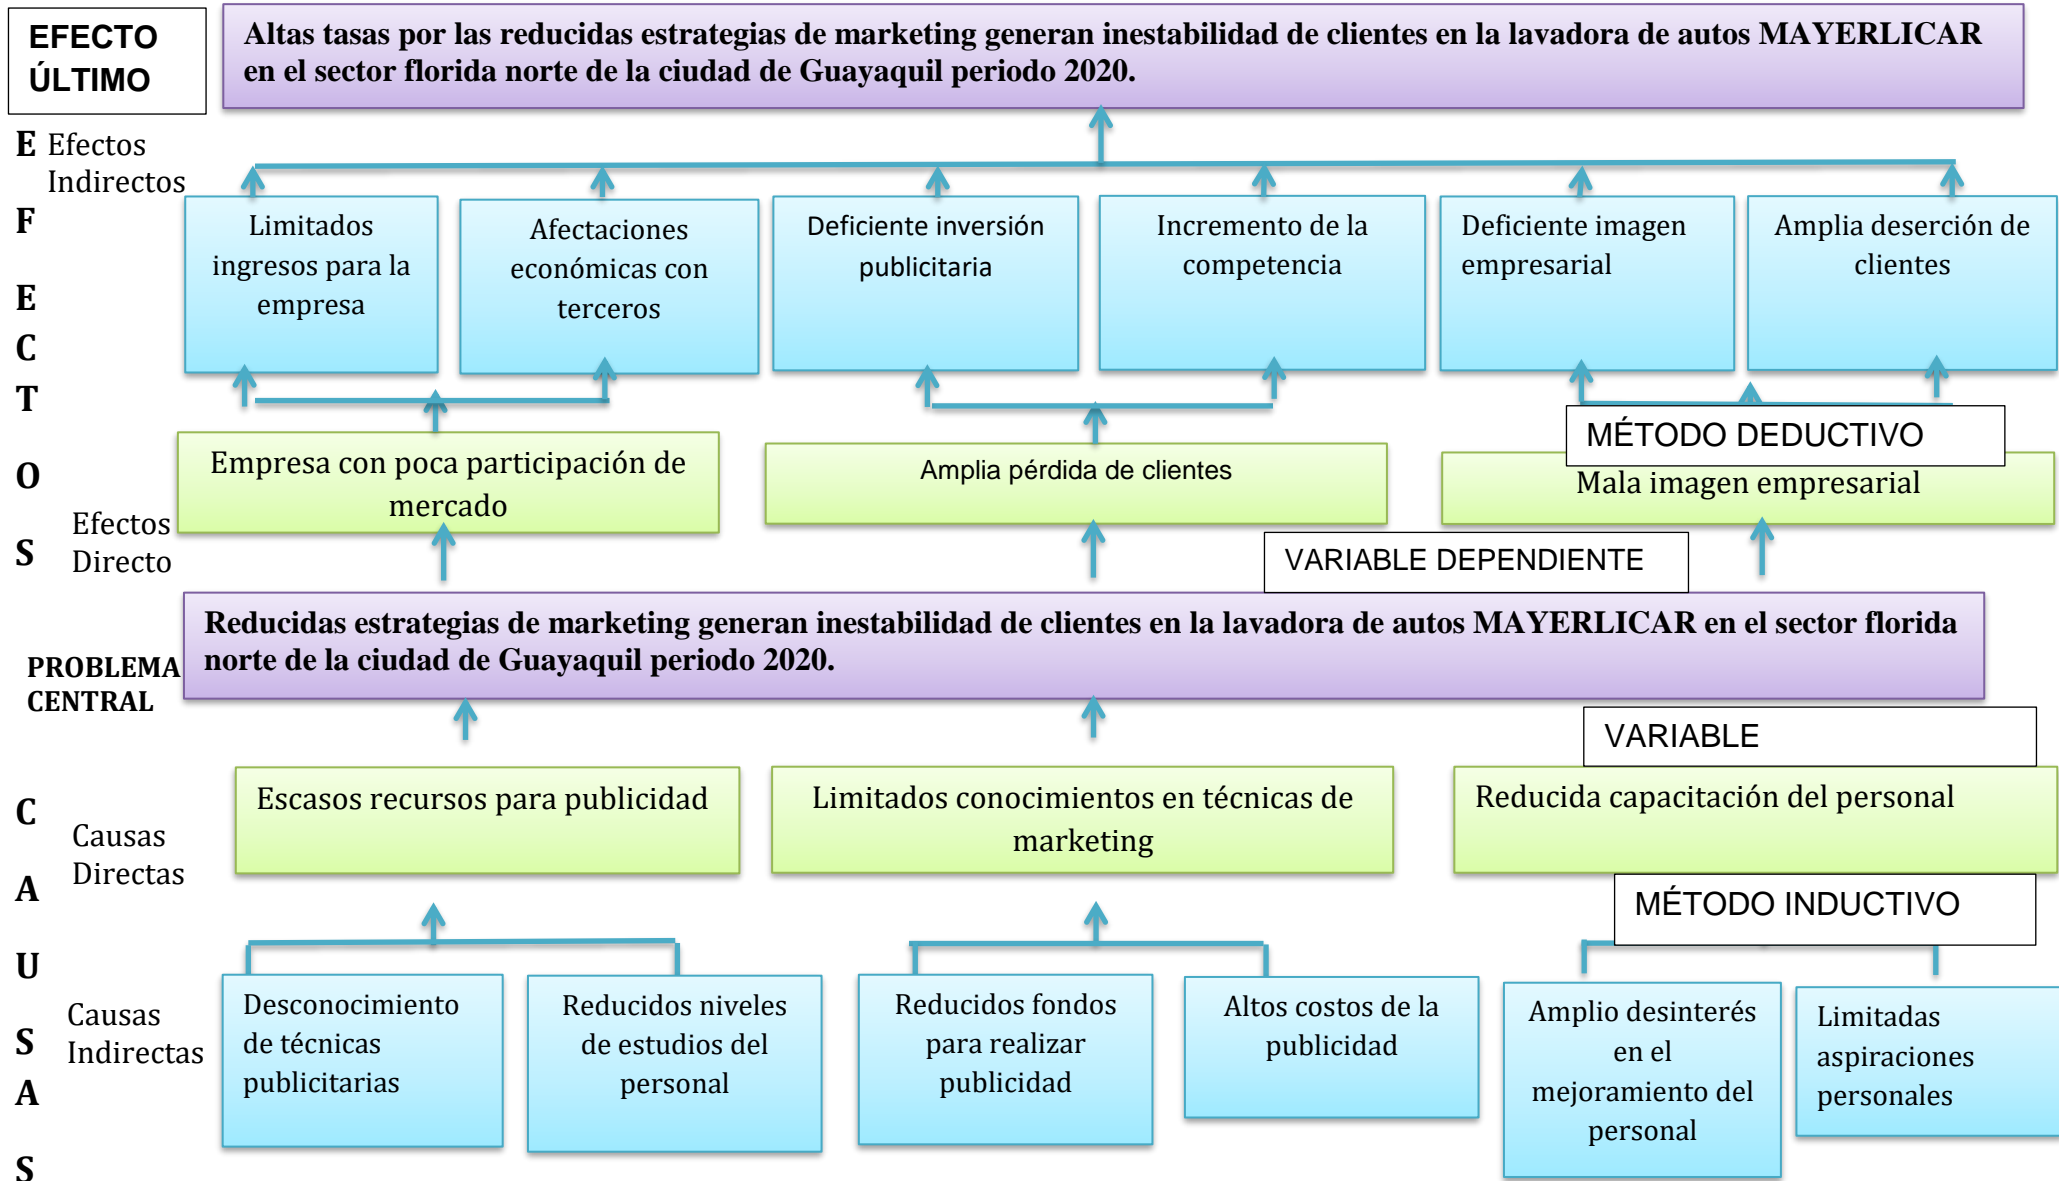 EFECTO
ÚLTIMO
Altas tasas por las reducidas estrategias de marketing generan inestabilidad de clientes en la lavadora de autos MAYERLICAR
en el sector florida norte de la ciudad de Guayaquil periodo 2020.
E
F
E
C
T
O
S
Efectos
Indirectos
Limitados
ingresos para la
empresa
Afectaciones
económicas con
terceros
Deficiente inversión
publicitaria
Incremento de la
competencia
Deficiente imagen
empresarial
Amplia deserción de
clientes
MÉTODO DEDUCTIVO
Efectos
Directo
Empresa con poca participación de
mercado
Amplia pérdida de clientes
Mala imagen empresarial
VARIABLE DEPENDIENTE
PROBLEMA
CENTRAL
Reducidas estrategias de marketing generan inestabilidad de clientes en la lavadora de autos MAYERLICAR en el sector florida
norte de la ciudad de Guayaquil periodo 2020.
VARIABLE
C
A
U
S
A
S
Causas
Directas
Escasos recursos para publicidad
Limitados conocimientos en técnicas de
marketing
Reducida capacitación del personal
MÉTODO INDUCTIVO
Causas
Indirectas
Desconocimiento
de técnicas
publicitarias
Reducidos niveles
de estudios del
personal
Reducidos fondos
para realizar
publicidad
Altos costos de la
publicidad
Amplio desinterés
en el
mejoramiento del
personal
Limitadas
aspiraciones
personales